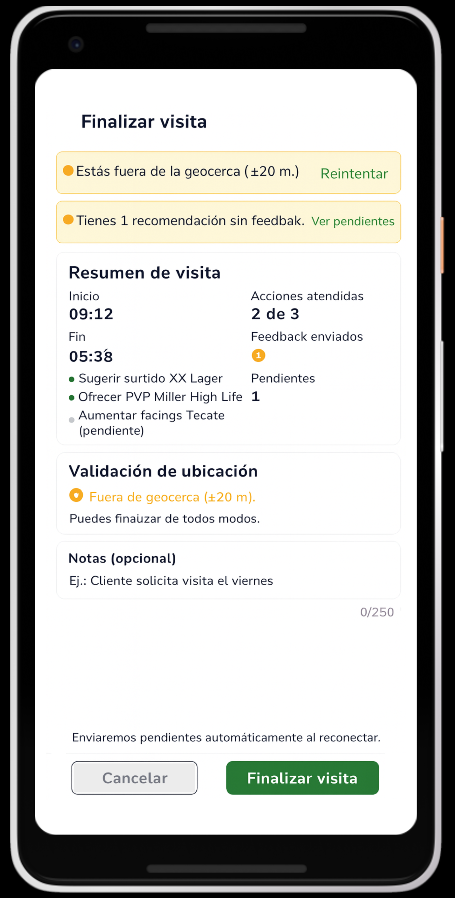 Finalizar visita
Estás fuera de la geocerca (±20 m.) Reintentar
Tienes 1 recomendación sin feedbak. Ver pendientes
Resumen de visita
Inicio
09:12
Acciones atendidas
2 de 3
Fin
05:38
Feedback enviados
1
Sugerir surtido XX Lager
Ofrecer PVP Miller High Life
Aumentar facings Tecate
(pendiente)
Pendientes
1
Validación de ubicación
Fuera de geocerca (±20 m).
Puedes finaɩuzar de todos modos.
Notas (opcional)
Ej.: Cliente solicita visita el viernes
0/250
Enviaremos pendientes automáticamente al reconectar.
Cancelar Finalizar visita